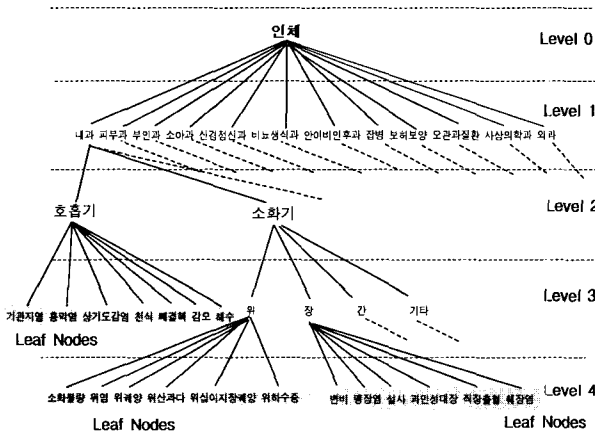 인체
Level 0
Level 1
내과 피부과 부인과 소아과 신경정신과 비뇨생식과 안이비인후과 잡병 보허보양 오관과질환 사상의학과 외과
Level 2
호흡기 소화기
Level 3
위 장 간 기타
기관지염 흉막염 상기도감염 천식 폐결핵 감모 해수
Leaf Nodes
Level 4
소화불량 위염 위궤양 위산과다 위십이지장궤양 위하수증 변비 맹장염 설사 과민성대장 직장출혈 췌장염
Leaf Nodes Leaf Nodes